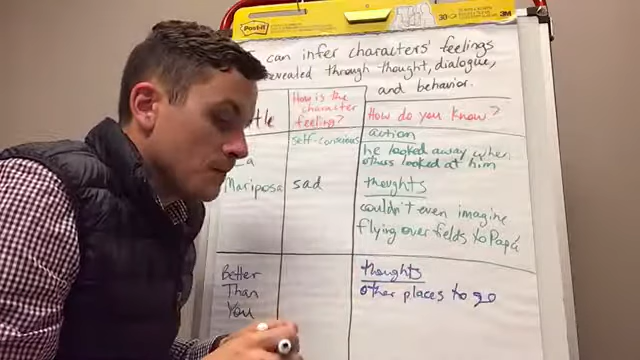 Post-it
30
3M
I can infer characters' feelings
revealed through thought, dialogue,
and behavior.
How is the
character
feeling?
How do you know?
self-conscious
action
he looked away when
others looked at him
Mariposa
sad
thoughts
couldn't even imagine
flying over fields to Papá
Better
Than
You
thoughts
other places to go